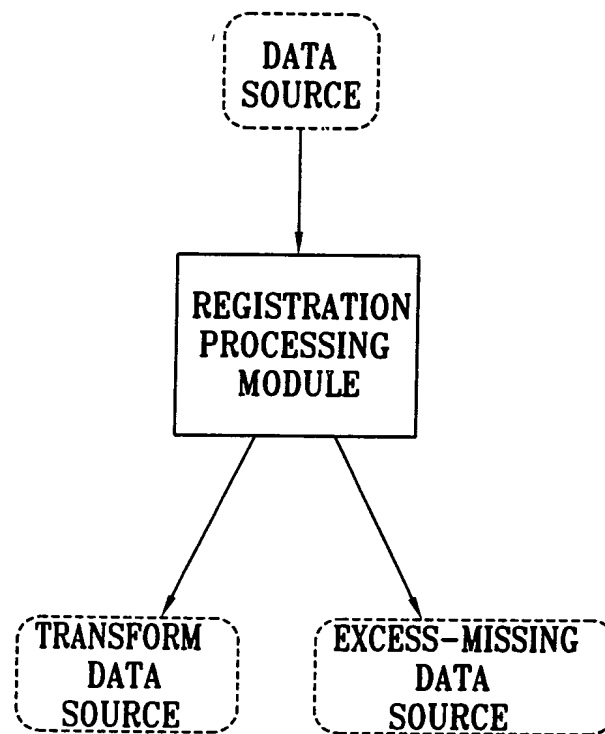 DATA
SOURCE
REGISTRATION
PROCESSING
MODULE
TRANSFORM
DATA
SOURCE
EXCESS-MISSING
DATA
SOURCE